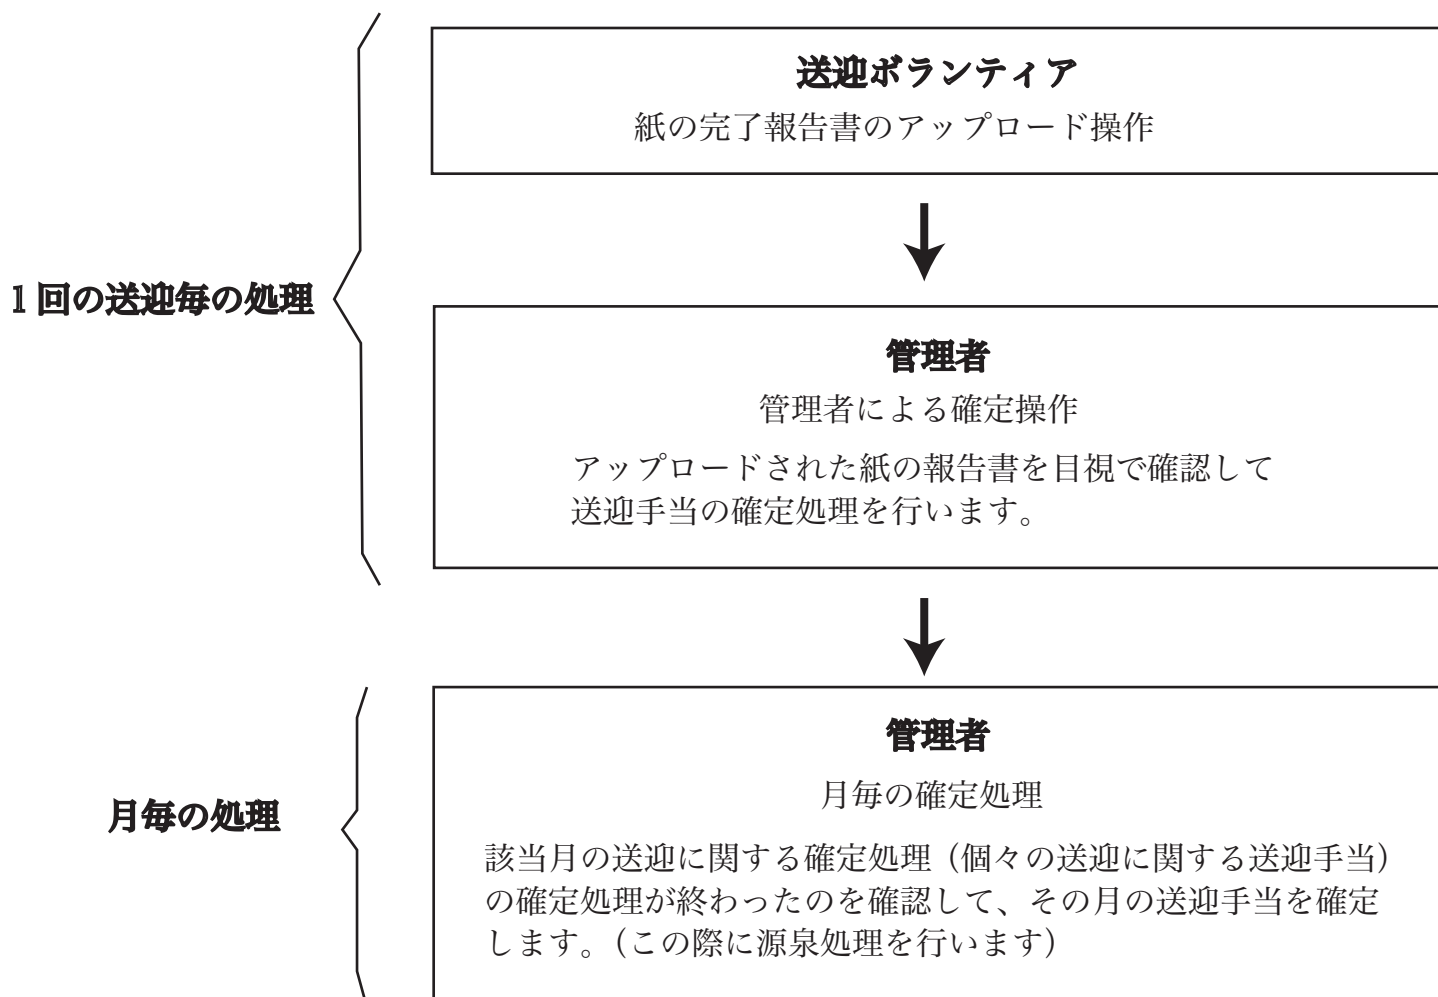 送迎ボランティア
紙の完了報告書のアップロード操作
1回の送迎毎の処理
管理者
管理者による確定操作
アップロードされた紙の報告書を目視で確認して
送迎手当の確定処理を行います。
管理者
月毎の確定処理
月毎の処理
該当月の送迎に関する確定処理（個々の送迎に関する送迎手当）
の確定処理が終わったのを確認して、その月の送迎手当を確定
します。（この際に源泉処理を行います）